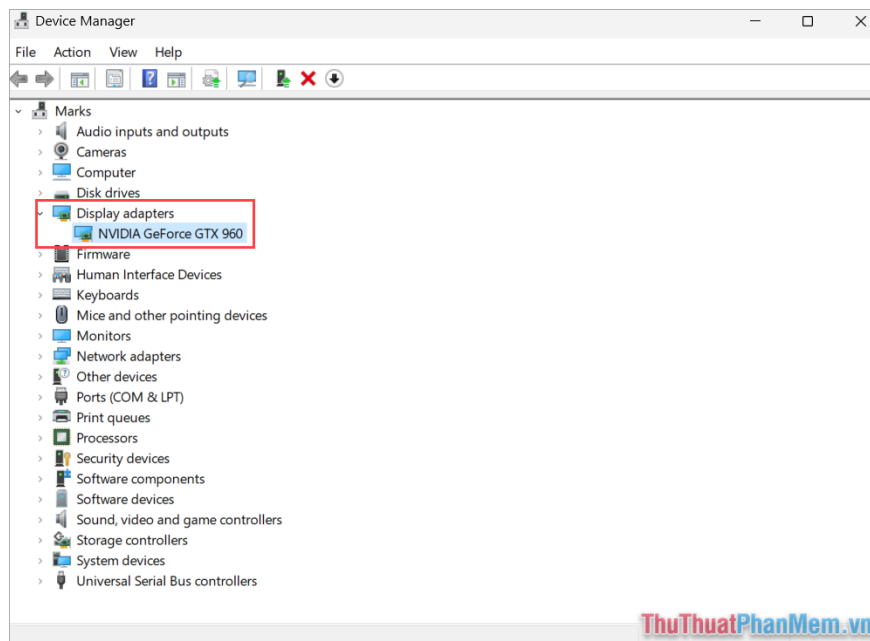 Device Manager
File Action View Help
Marks
Audio inputs and outputs
Cameras
Computer
Disk drives
Display adapters
NVIDIA GeForce GTX 960
Firmware
Human Interface Devices
Keyboards
Mice and other pointing devices
Monitors
Network adapters
Other devices
Ports (COM & LPT)
Print queues
Processors
Security devices
Software components
Software devices
Sound, video and game controllers
Storage controllers
System devices
Universal Serial Bus controllers
ThuThuatPhanMem.vn